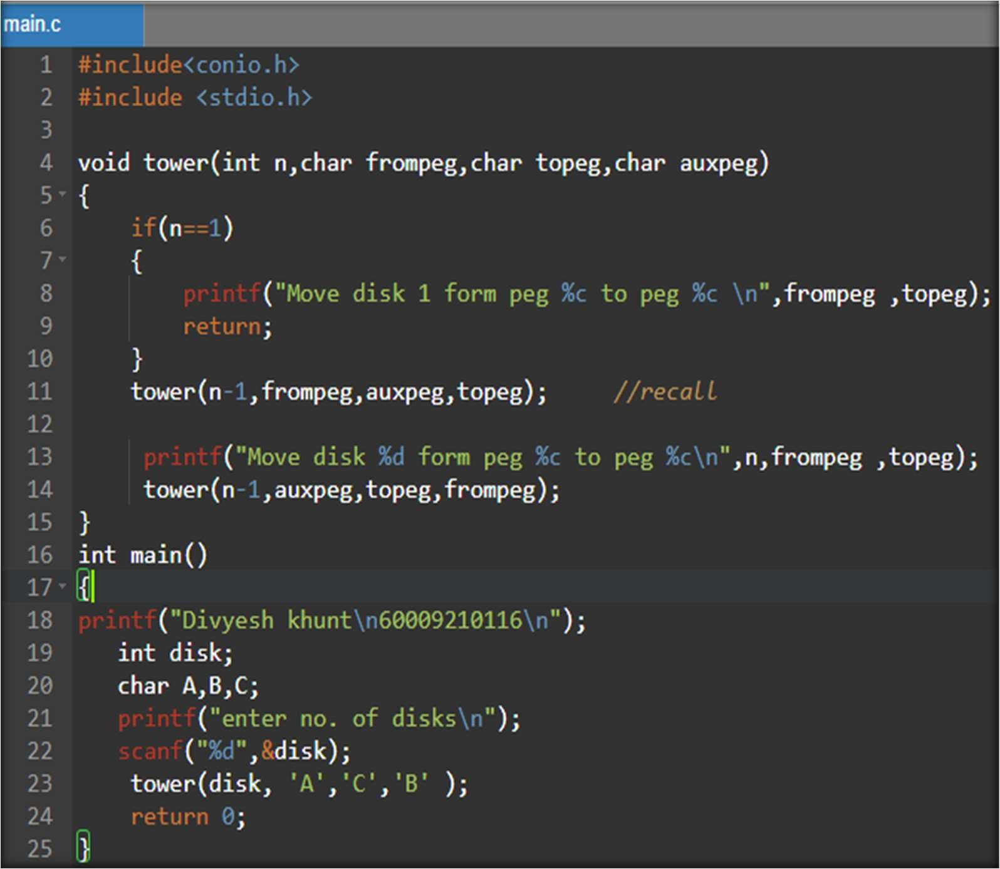 main.c
1 #include<conio.h>
2 #include <stdio.h>
3
4 void tower(int n,char frompeg,char topeg,char auxpeg)
5 {
6     if(n==1)
7     {
8         printf("Move disk 1 form peg %c to peg %c \n",frompeg ,topeg);
9         return;
10     }
11     tower(n-1,frompeg,auxpeg,topeg);     //recall
12
13      printf("Move disk %d form peg %c to peg %c\n",n,frompeg ,topeg);
14      tower(n-1,auxpeg,topeg,frompeg);
15 }
16 int main()
17 {
18 printf("Divyesh khunt\n60009210116\n");
19    int disk;
20    char A,B,C;
21    printf("enter no. of disks\n");
22    scanf("%d",&disk);
23     tower(disk, 'A','C','B' );
24     return 0;
25 }